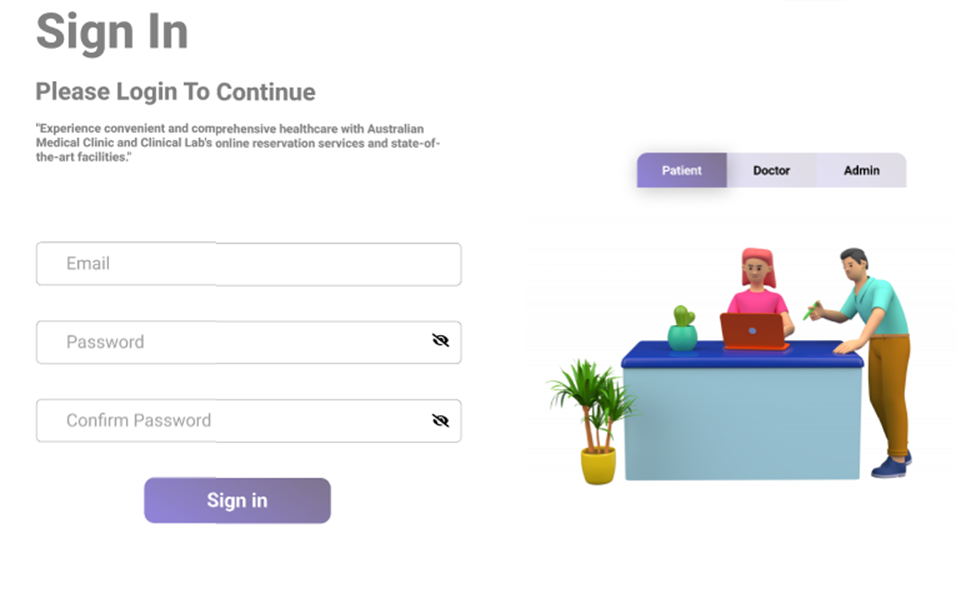 Sign In
Please Login To Continue
"Experience convenient and comprehensive healthcare with Australian
Medical Clinic and Clinical Lab's online reservation services and state-of-
the-art facilities."
Patient Doctor Admin
Email
Password
Confirm Password
Sign in